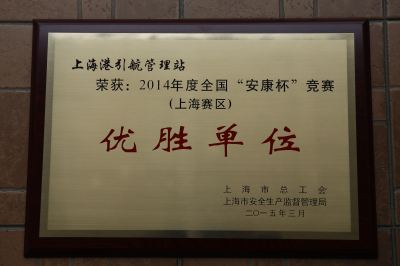 上海港引航管理站
荣获：2014年度全国“安康杯”竞赛
（上海赛区）
优胜单位
上海市总工会
上海市安全生产监督管理局
二〇一五年三月